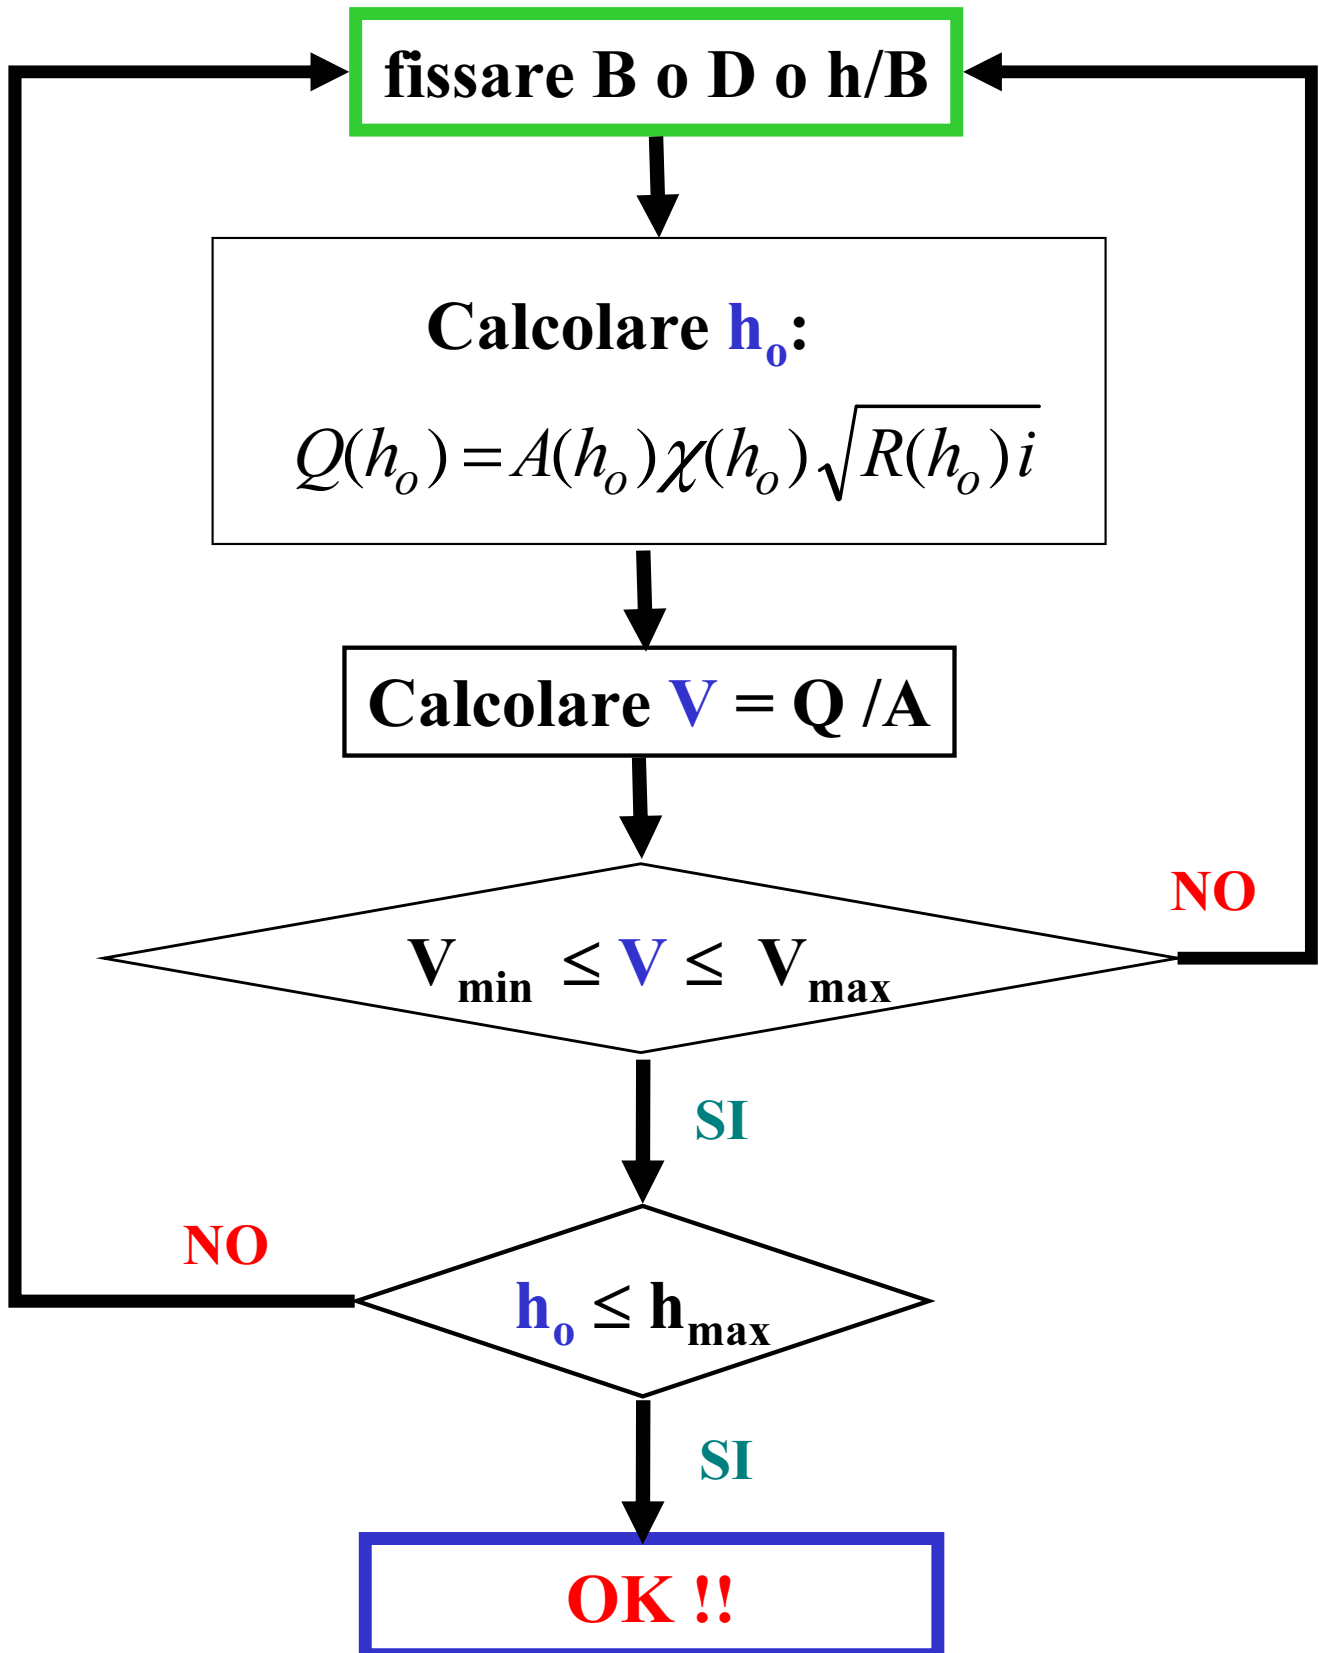 fissare B o D o h/B
Calcolare hₒ:
Q(hₒ) = A(hₒ)χ(hₒ)√R(hₒ)i
Calcolare V = Q /A
NO
Vmin ≤ V ≤ Vmax
SI
NO
hₒ ≤ hmax
SI
OK !!